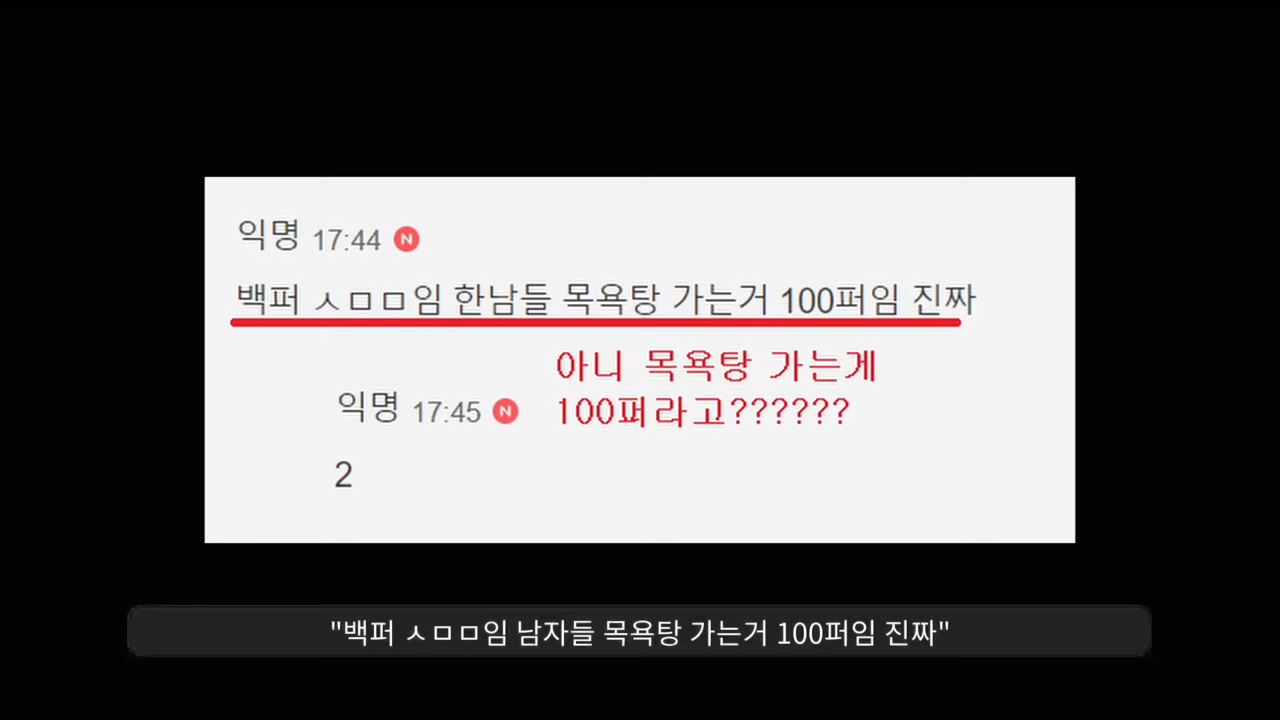 익명 17:44 N
백퍼 ㅅㅁㅁ임 한남들 목욕탕 가는거 100퍼임 진짜
아니 목욕탕 가는게
100퍼라고??????
익명 17:45 N
2
"백퍼 ㅅㅁㅁ임 남자들 목욕탕 가는거 100퍼임 진짜"